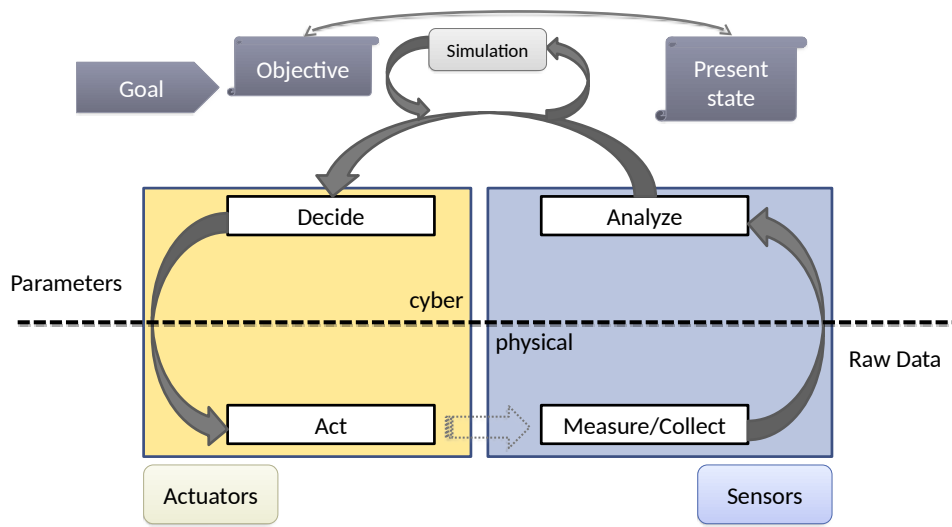 Simulation
Goal
Objective
Present
state
Decide
Analyze
Parameters
cyber
physical
Raw Data
Act
Measure/Collect
Actuators
Sensors